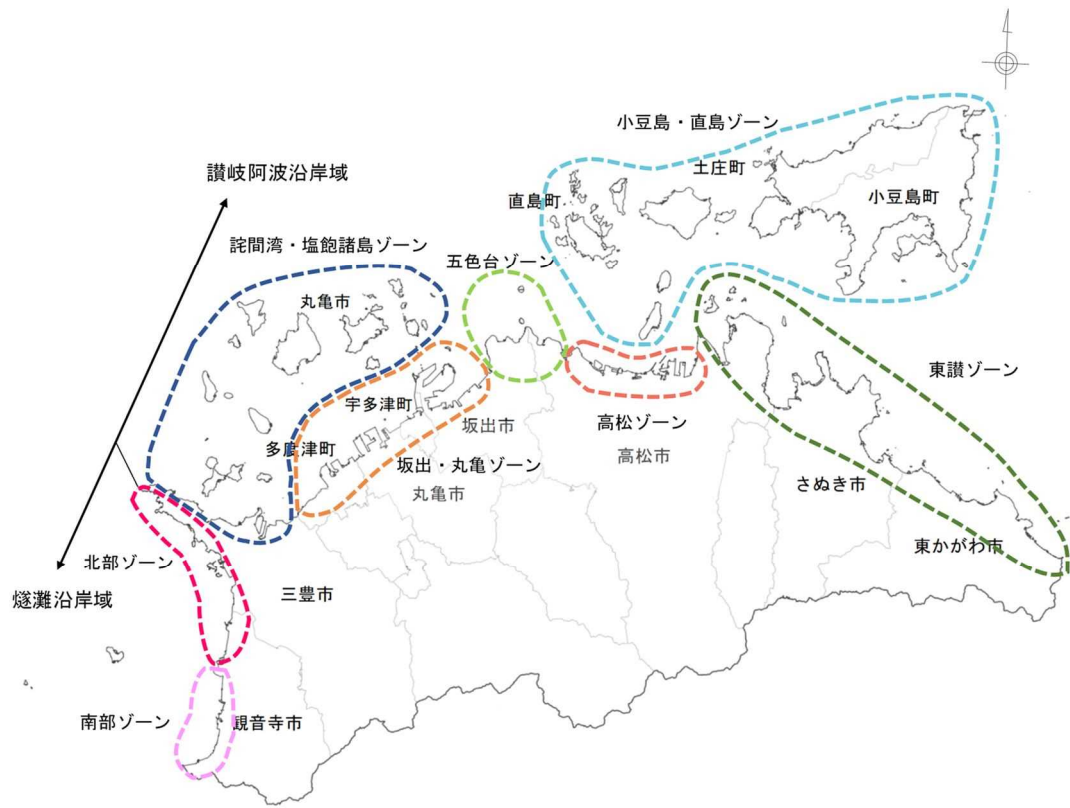 小豆島・直島ゾーン
土庄町
讃岐阿波沿岸域
直島町
小豆島町
詫間湾・塩飽諸島ゾーン
五色台ゾーン
丸亀市
東讃ゾーン
宇多津町
坂出市
高松ゾーン
多度津町
坂出・丸亀ゾーン
高松市
丸亀市
さぬき市
東かがわ市
北部ゾーン
三豊市
燧灘沿岸域
南部ゾーン
観音寺市